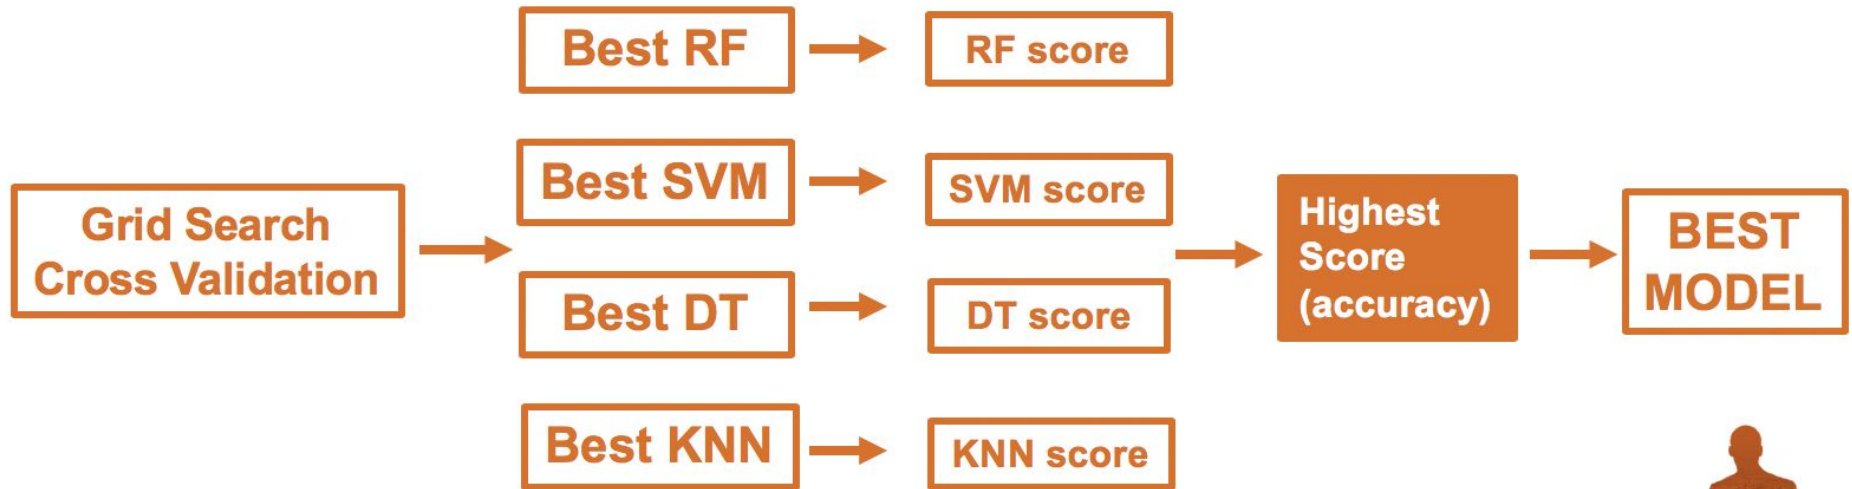 Grid Search
Cross Validation
Best RF
RF score
Best SVM
SVM score
Best DT
DT score
Best KNN
KNN score
Highest
Score
(accuracy)
BEST
MODEL